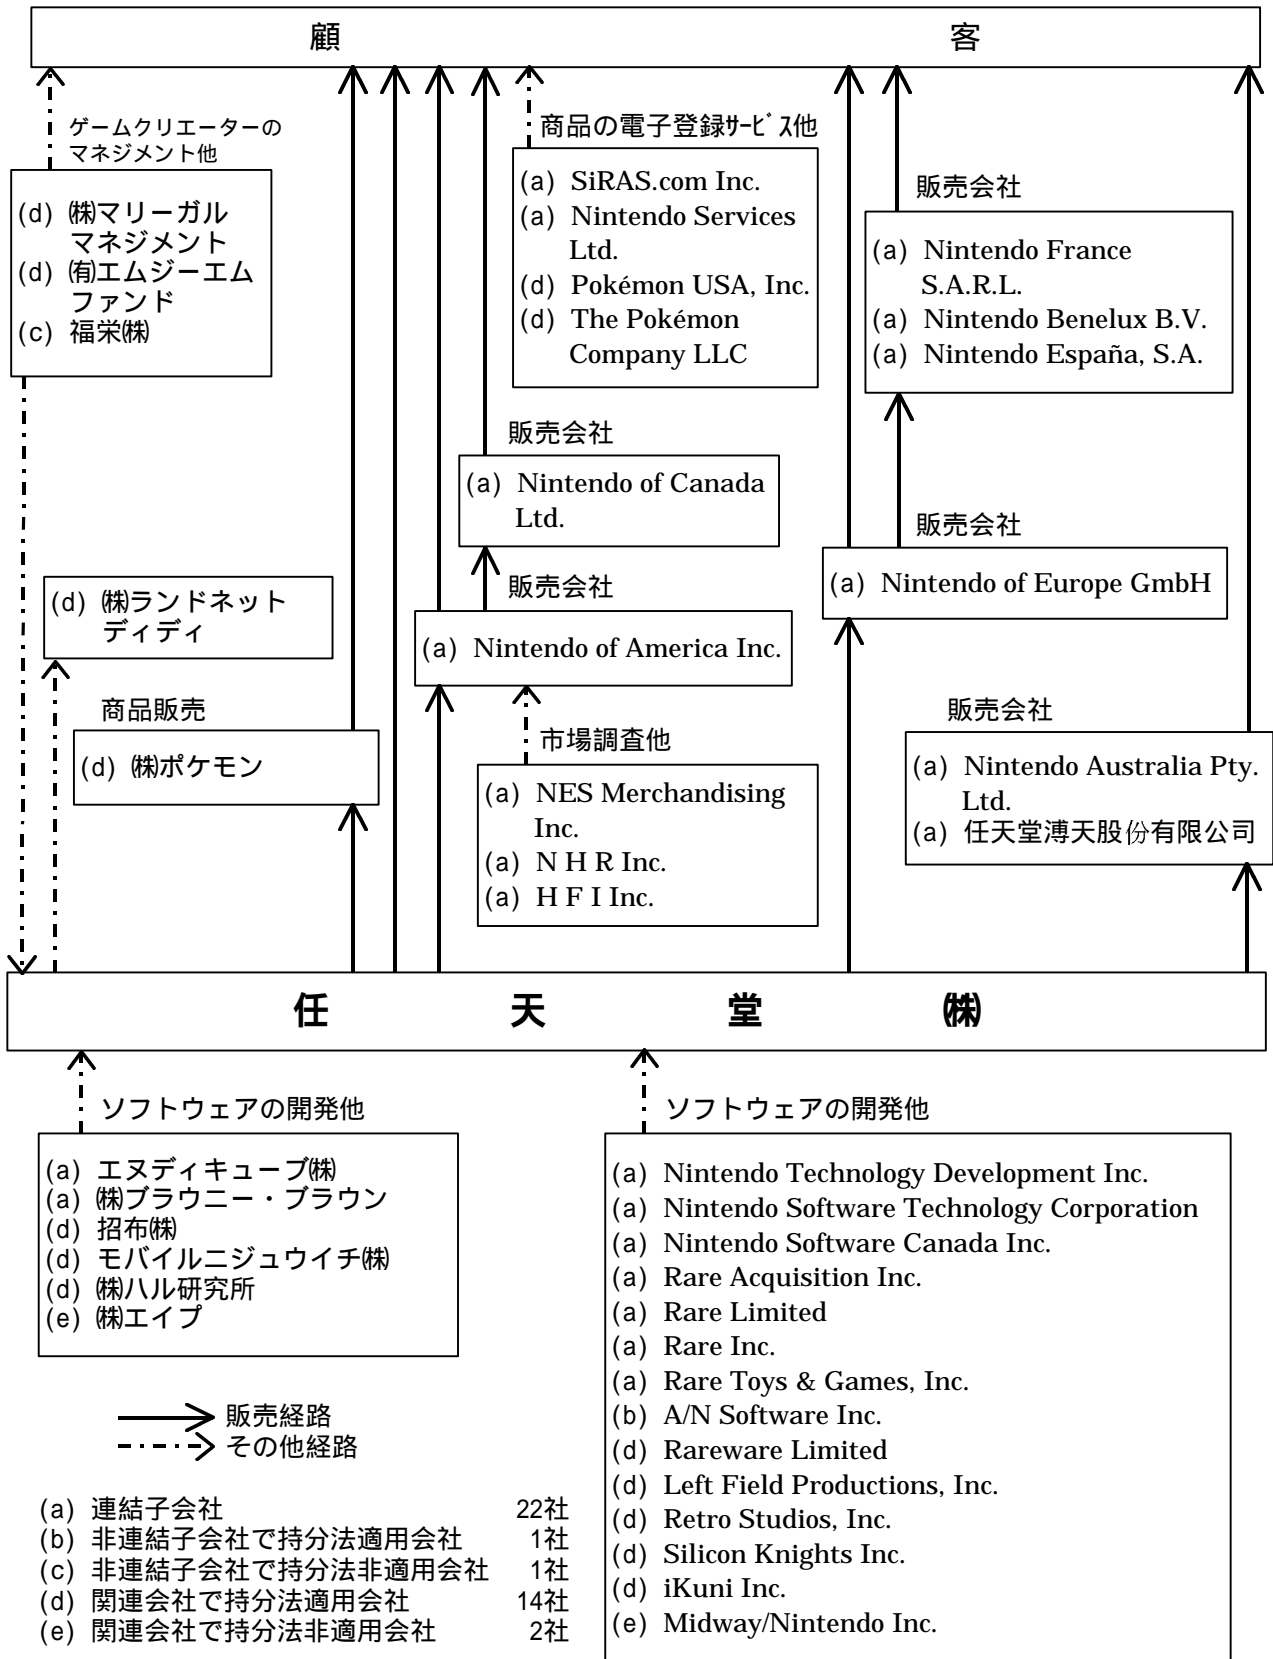 顧 客
ゲームクリエーターの
マネジメント他
(d) ㈱マリーガル
マネジメント
(d) ㈲エムジーエム
ファンド
(c) 福栄㈱
商品の電子登録ｻｰﾋﾞｽ他
(a) SiRAS.com Inc.
(a) Nintendo Services
Ltd.
(d) Pokémon USA, Inc.
(d) The Pokémon
Company LLC
販売会社
(a) Nintendo France
S.A.R.L.
(a) Nintendo Benelux B.V.
(a) Nintendo España, S.A.
販売会社
(a) Nintendo of Canada
Ltd.
販売会社
(a) Nintendo of Europe GmbH
(d) ㈱ランドネット
ディディ
販売会社
(a) Nintendo of America Inc.
商品販売
(d) ㈱ポケモン
市場調査他
(a) NES Merchandising
Inc.
(a) N H R Inc.
(a) H F I Inc.
販売会社
(a) Nintendo Australia Pty.
Ltd.
(a) 任天堂溥天股份有限公司
任 天 堂 ㈱
ソフトウェアの開発他
(a) エヌディキューブ㈱
(a) ㈱ブラウニー・ブラウン
(d) 招布㈱
(d) モバイルニジュウイチ㈱
(d) ㈱ハル研究所
(e) ㈱エイプ
ソフトウェアの開発他
(a) Nintendo Technology Development Inc.
(a) Nintendo Software Technology Corporation
(a) Nintendo Software Canada Inc.
(a) Rare Acquisition Inc.
(a) Rare Limited
(a) Rare Inc.
(a) Rare Toys & Games, Inc.
(b) A/N Software Inc.
(d) Rareware Limited
(d) Left Field Productions, Inc.
(d) Retro Studios, Inc.
(d) Silicon Knights Inc.
(d) iKuni Inc.
(e) Midway/Nintendo Inc.
販売経路
その他経路
(a) 連結子会社 22社
(b) 非連結子会社で持分法適用会社 1社
(c) 非連結子会社で持分法非適用会社 1社
(d) 関連会社で持分法適用会社 14社
(e) 関連会社で持分法非適用会社 2社